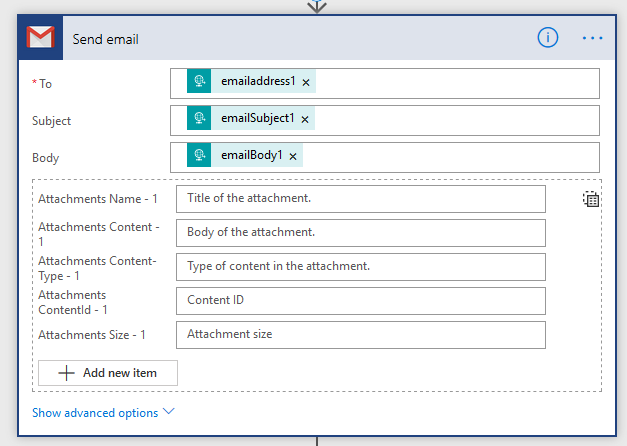 Send email
* To
emailaddress1 ×
Subject
emailSubject1 ×
Body
emailBody1 ×
Attachments Name - 1
Title of the attachment.
Attachments Content -
1
Body of the attachment.
Attachments Content-
Type - 1
Type of content in the attachment.
Attachments
ContentId - 1
Content ID
Attachments Size - 1
Attachment size
Add new item
Show advanced options